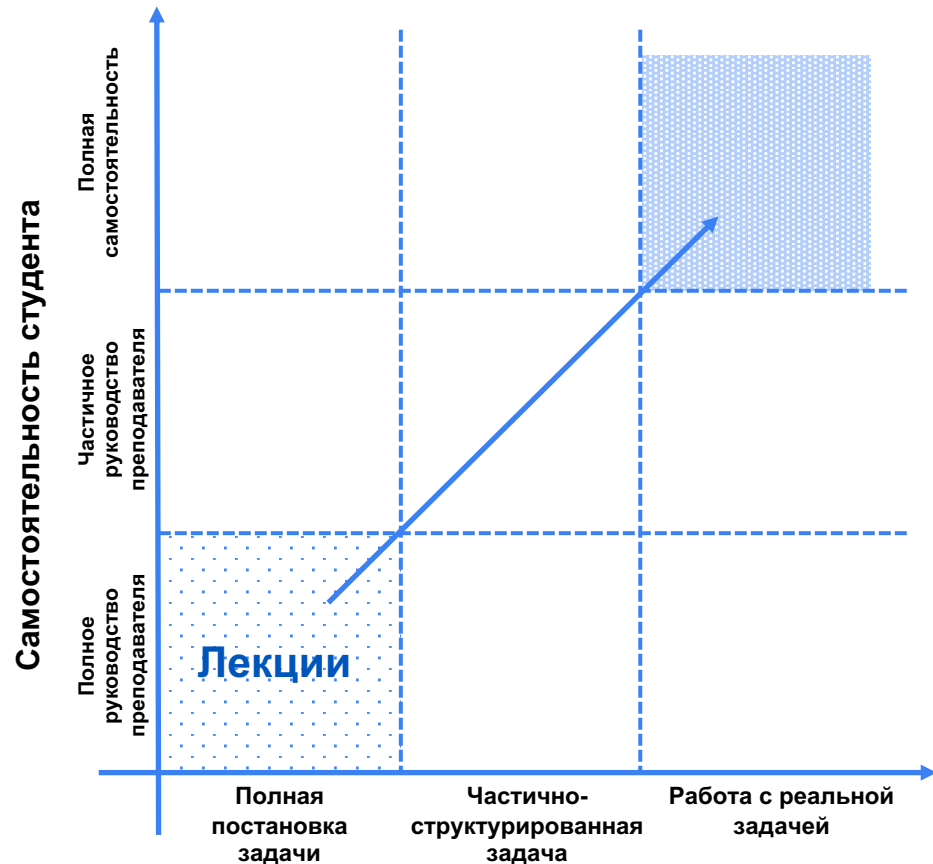 Самостоятельность студента
Полная
самостоятельность
Частичное
руководство
преподавателя
Полное
руководство
преподавателя
Лекции
Полная
постановка
задачи
Частично-
структурированная
задача
Работа с реальной
задачей